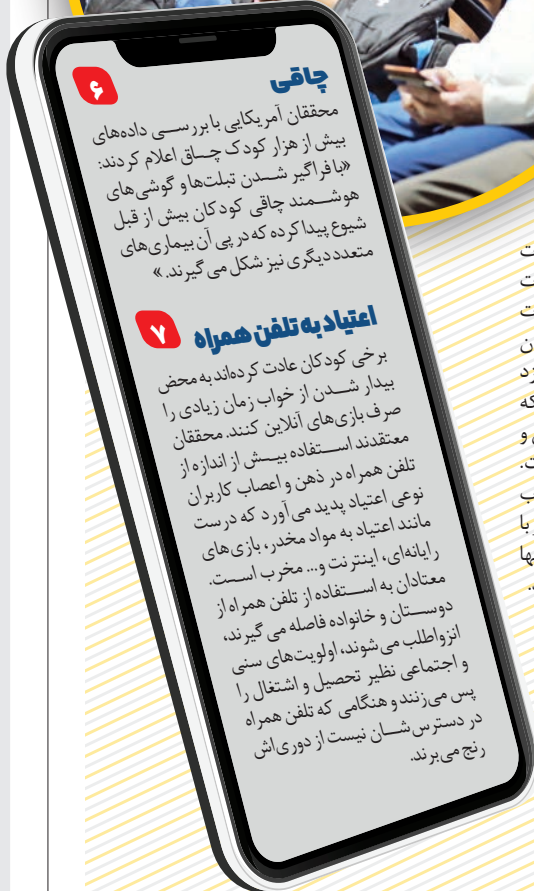 ۶
چاقی
محققان آمریکایی با بررسی داده‌های
بیش از هزار کودک چاق اعلام کردند:
«با فراگیر شدن تبلت‌ها و گوشی‌های
هوشمند چاقی کودکان بیش از قبل
شیوع پیدا کرده که در پی آن بیماری‌های
متعدد دیگری نیز شکل می‌گیرند.»
۷
اعتیاد به تلفن همراه
برخی کودکان عادت کرده‌اند به محض
بیدار شدن از خواب زمان زیادی را
صرف بازی‌های آنلاین کنند. محققان
معتقدند استفاده بیش از اندازه از
تلفن همراه در ذهن و اعصاب کاربران
نوعی اعتیاد پدید می‌آورد که درست
مانند اعتیاد به مواد مخدر، بازی‌های
رایانه‌ای، اینترنت و... مخرب است.
معتادان به استفاده از تلفن همراه از
دوستان و خانواده فاصله می‌گیرند،
انزواطلب می‌شوند، اولویت‌های سنی
و اجتماعی نظیر تحصیل و اشتغال را
پس می‌زنند و هنگامی که تلفن همراه
در دسترس‌شان نیست از دوری‌اش
رنج می‌برند.